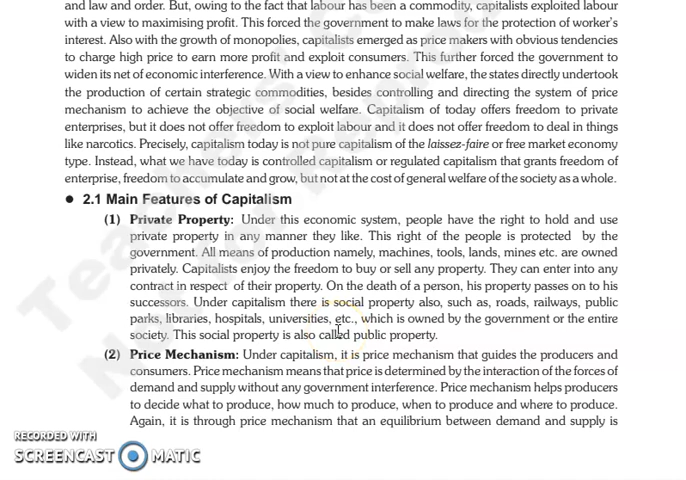 and law and order. But, owing to the fact that labour has been a commodity, capitalists exploited labour
with a view to maximising profit. This forced the government to make laws for the protection of worker's
interest. Also with the growth of monopolies, capitalists emerged as price makers with obvious tendencies
to charge high price to earn more profit and exploit consumers. This further forced the government to
widen its net of economic interference. With a view to enhance social welfare, the states directly undertook
the production of certain strategic commodities, besides controlling and directing the system of price
mechanism to achieve the objective of social welfare. Capitalism of today offers freedom to private
enterprises, but it does not offer freedom to exploit labour and it does not offer freedom to deal in things
like narcotics. Precisely, capitalism today is not pure capitalism of the laissez-faire or free market economy
type. Instead, what we have today is controlled capitalism or regulated capitalism that grants freedom of
enterprise, freedom to accumulate and grow, but not at the cost of general welfare of the society as a whole.
● 2.1 Main Features of Capitalism
(1) Private Property: Under this economic system, people have the right to hold and use
private property in any manner they like. This right of the people is protected by the
government. All means of production namely, machines, tools, lands, mines etc. are owned
privately. Capitalists enjoy the freedom to buy or sell any property. They can enter into any
contract in respect of their property. On the death of a person, his property passes on to his
successors. Under capitalism there is social property also, such as, roads, railways, public
parks, libraries, hospitals, universities, etc., which is owned by the government or the entire
society. This social property is also called public property.
(2) Price Mechanism: Under capitalism, it is price mechanism that guides the producers and
consumers. Price mechanism means that price is determined by the interaction of the forces of
demand and supply without any government interference. Price mechanism helps producers
to decide what to produce, how much to produce, when to produce and where to produce.
Again, it is through price mechanism that an equilibrium between demand and supply is
RECORDED WITH
SCREENCAST MATIC